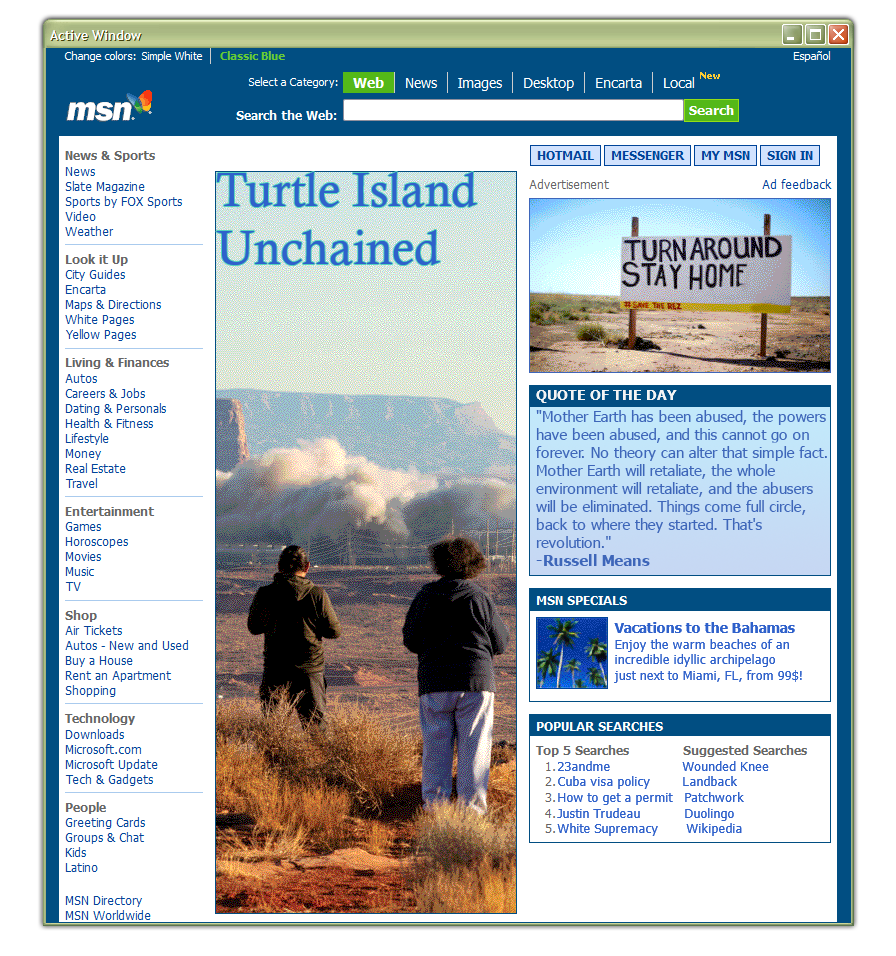 Active Window
Change colors: Simple White | Classic Blue
Español
Select a Category: Web News Images Desktop Encarta Local New
msn
Search the Web: Search
HOTMAIL MESSENGER MY MSN SIGN IN
News & Sports
News
Slate Magazine
Sports by FOX Sports
Video
Weather
Look it Up
City Guides
Encarta
Maps & Directions
White Pages
Yellow Pages
Living & Finances
Autos
Careers & Jobs
Dating & Personals
Health & Fitness
Lifestyle
Money
Real Estate
Travel
Entertainment
Games
Horoscopes
Movies
Music
TV
Shop
Air Tickets
Autos - New and Used
Buy a House
Rent an Apartment
Shopping
Technology
Downloads
Microsoft.com
Microsoft Update
Tech & Gadgets
People
Greeting Cards
Groups & Chat
Kids
Latino
MSN Directory
MSN Worldwide
Turtle Island
Unchained
Advertisement
Ad feedback
TURN AROUND
STAY HOME
#SAVE THE REZ
QUOTE OF THE DAY
"Mother Earth has been abused, the powers
have been abused, and this cannot go on
forever. No theory can alter that simple fact.
Mother Earth will retaliate, the whole
environment will retaliate, and the abusers
will be eliminated. Things come full circle,
back to where they started. That's
revolution."
-Russell Means
MSN SPECIALS
Vacations to the Bahamas
Enjoy the warm beaches of an
incredible idyllic archipelago
just next to Miami, FL, from 99$!
POPULAR SEARCHES
Top 5 Searches
1. 23andme
2. Cuba visa policy
3. How to get a permit
4. Justin Trudeau
5. White Supremacy
Suggested Searches
Wounded Knee
Landback
Patchwork
Duolingo
Wikipedia